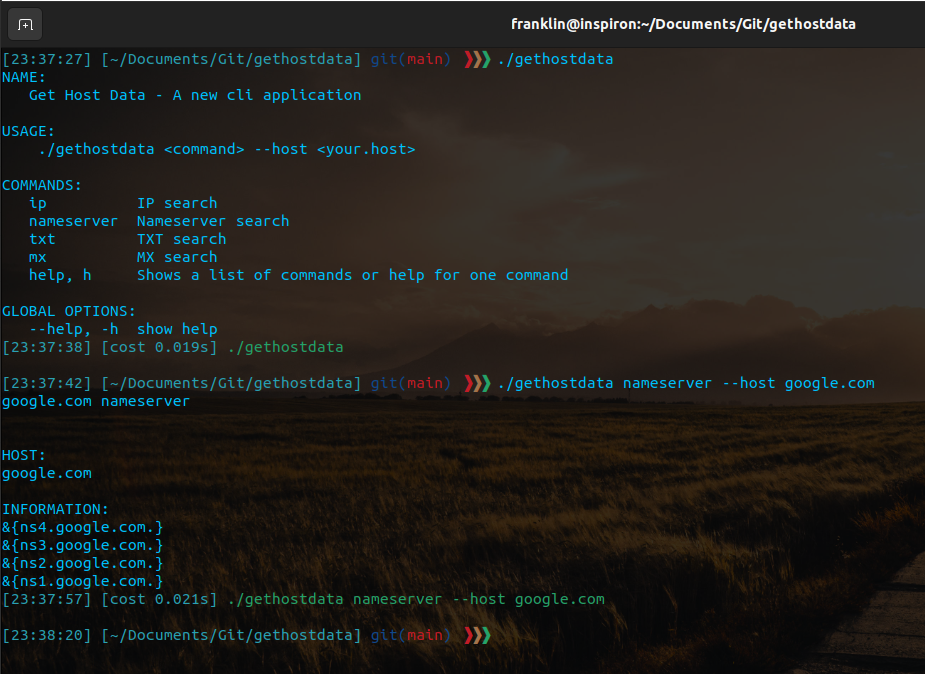 franklin@inspiron:~/Documents/Git/gethostdata
[23:37:27] [~/Documents/Git/gethostdata] git(main) ❯❯❯ ./gethostdata
NAME:
   Get Host Data - A new cli application

USAGE:
    ./gethostdata <command> --host <your.host>

COMMANDS:
   ip          IP search
   nameserver  Nameserver search
   txt         TXT search
   mx          MX search
   help, h     Shows a list of commands or help for one command

GLOBAL OPTIONS:
   --help, -h  show help
[23:37:38] [cost 0.019s] ./gethostdata

[23:37:42] [~/Documents/Git/gethostdata] git(main) ❯❯❯ ./gethostdata nameserver --host google.com
google.com nameserver


HOST:
google.com

INFORMATION:
&{ns4.google.com.}
&{ns3.google.com.}
&{ns2.google.com.}
&{ns1.google.com.}
[23:37:57] [cost 0.021s] ./gethostdata nameserver --host google.com

[23:38:20] [~/Documents/Git/gethostdata] git(main) ❯❯❯